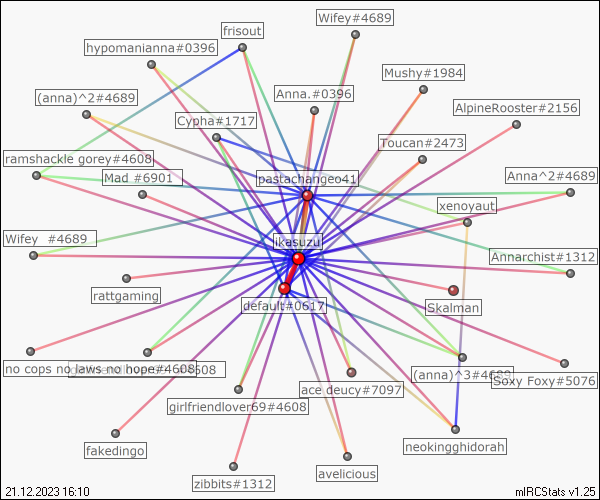 Wifey#4689
frisout
hypomanianna#0396
Mushy#1984
Anna.#0396
(anna)^2#4689
AlpineRooster#2156
Cypha#1717
Toucan#2473
ramshackle gorey#4608
pastachangeo41
Mad #6901
Anna^2#4689
xenoyaut
Wifey #4689
ikasuzu
Annarchist#1312
rattgaming
default#0617
Skalman
no cops no laws no hope#4608
(anna)^3#4689
Soxy Foxy#5076
ace deucy#7097
girlfriendlover69#4608
neokingghidorah
fakedingo
avelicious
zibbits#1312
21.12.2023 16:10
mIRCStats v1.25